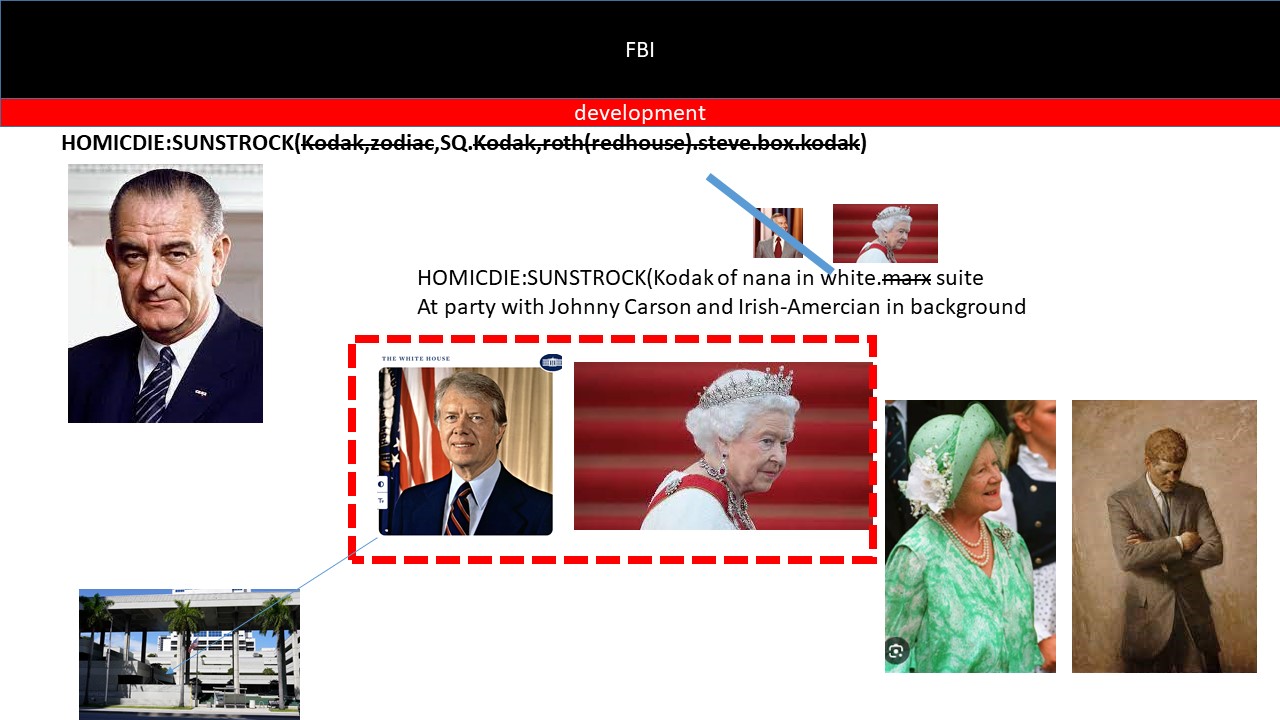 FBI
development
HOMICDIE:SUNSTROCK(Kodak,zodiac,SQ.Kodak,roth(redhouse).steve.box.kodak)
HOMICDIE:SUNSTROCK(Kodak of nana in white.marx suite
At party with Johnny Carson and Irish-Amercian in background
THE WHITE HOUSE